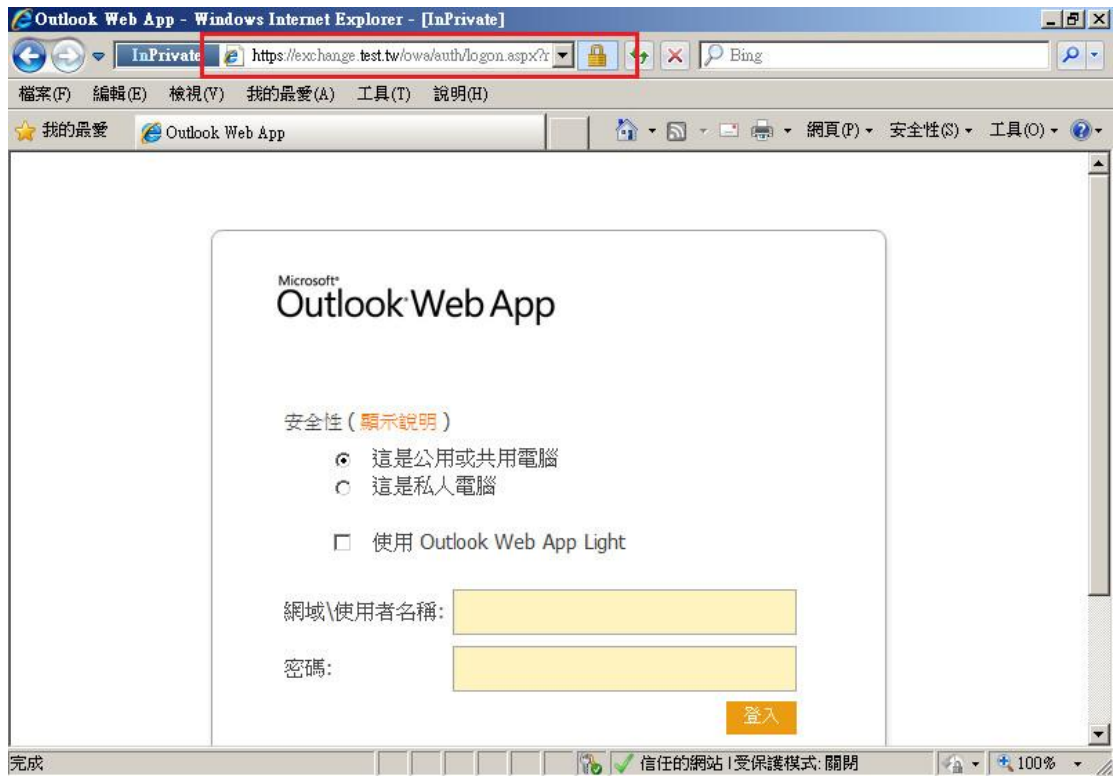 Outlook Web App - Windows Internet Explorer - [InPrivate]
InPrivate https://exchange.test.tw/owa/auth/logon.aspx?r Bing
檔案(F) 編輯(E) 檢視(V) 我的最愛(A) 工具(T) 說明(H)
我的最愛 Outlook Web App 網頁(P) 安全性(S) 工具(O)
Microsoft®
Outlook Web App
安全性 ( 顯示說明 )
這是公用或共用電腦
這是私人電腦
使用 Outlook Web App Light
網域\使用者名稱:
密碼:
登入
完成 信任的網站 | 受保護模式: 關閉 100%